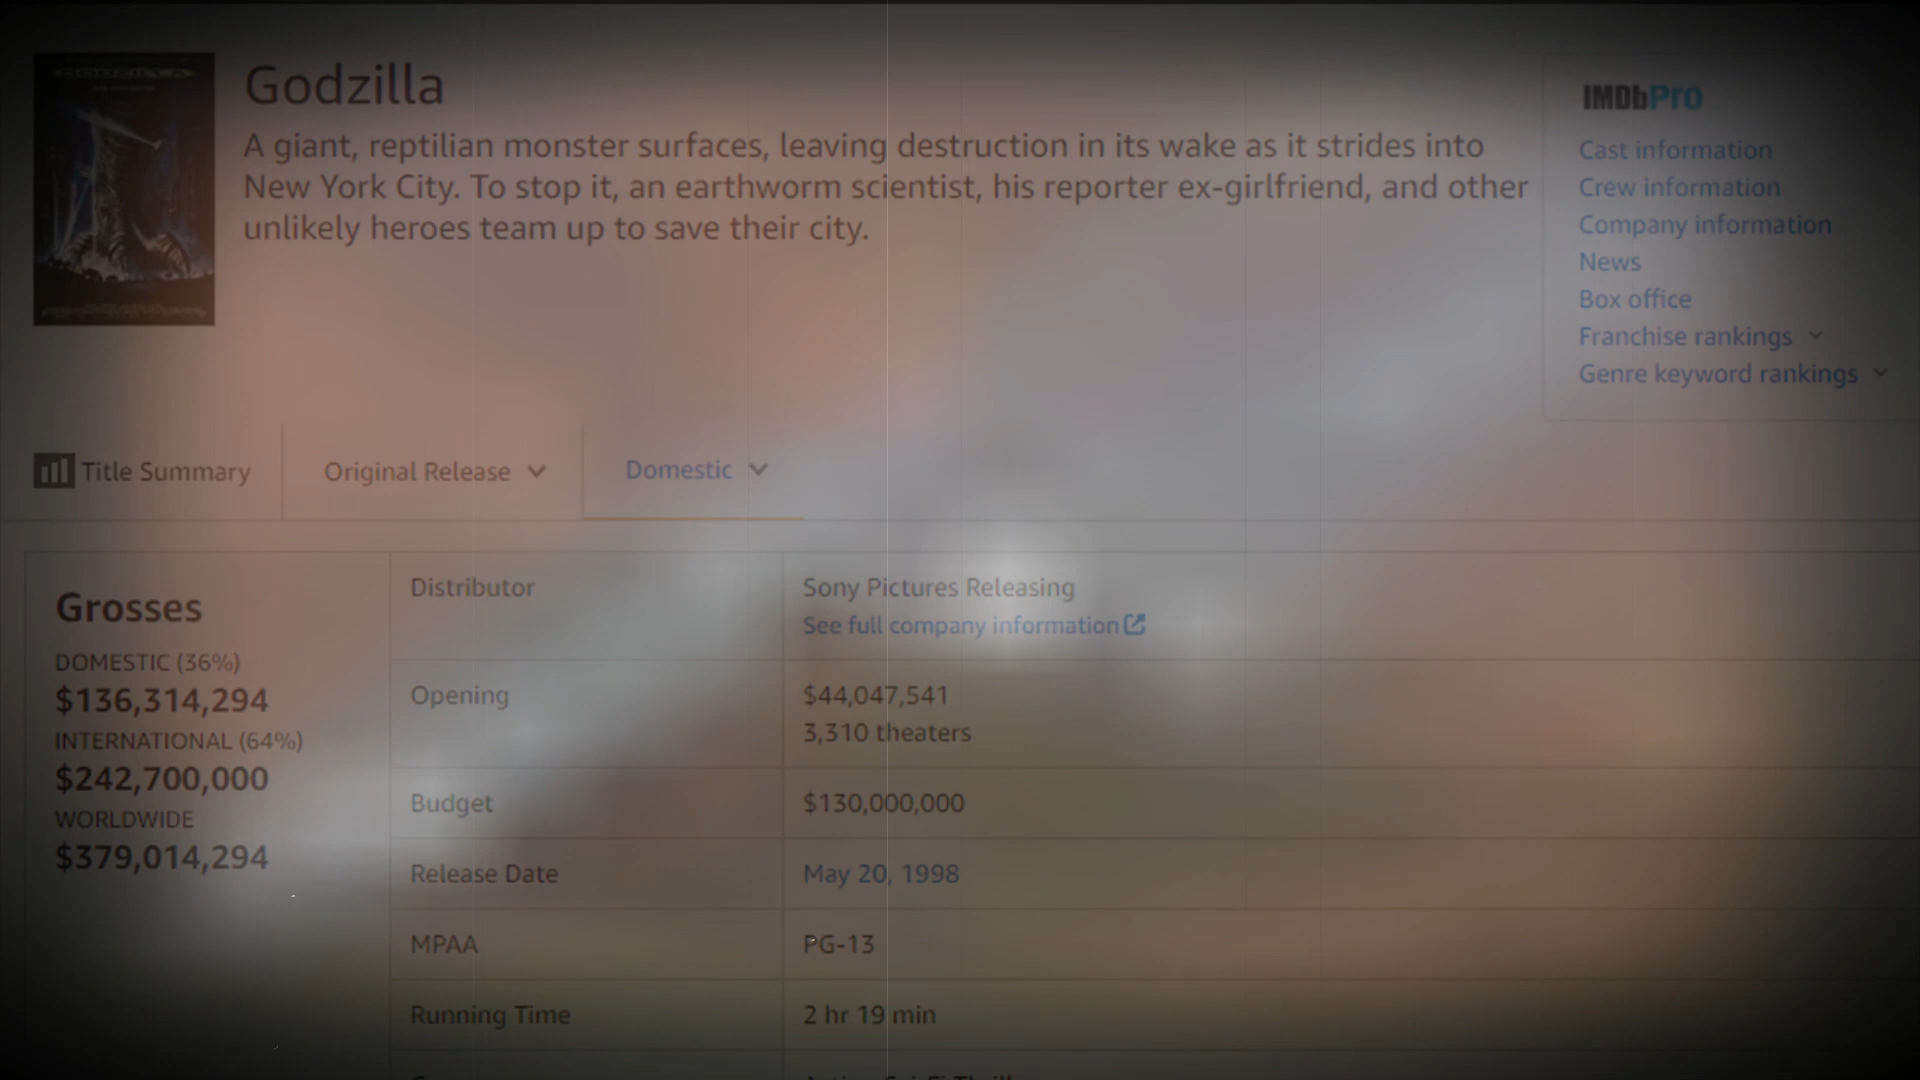 GODZILLA
Godzilla
A giant, reptilian monster surfaces, leaving destruction in its wake as it strides into
New York City. To stop it, an earthworm scientist, his reporter ex-girlfriend, and other
unlikely heroes team up to save their city.
IMDbPro
Cast information
Crew information
Company information
News
Box office
Franchise rankings
Genre keyword rankings
Title Summary
Original Release
Domestic
Grosses
DOMESTIC (36%)
$136,314,294
INTERNATIONAL (64%)
$242,700,000
WORLDWIDE
$379,014,294
Distributor
Sony Pictures Releasing
See full company information
Opening
$44,047,541
3,310 theaters
Budget
$130,000,000
Release Date
May 20, 1998
MPAA
PG-13
Running Time
2 hr 19 min